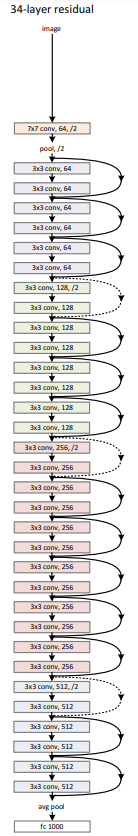 34-layer residual
image
7x7 conv, 64, /2
pool, /2
3x3 conv, 64
3x3 conv, 64
3x3 conv, 64
3x3 conv, 64
3x3 conv, 64
3x3 conv, 64
3x3 conv, 128, /2
3x3 conv, 128
3x3 conv, 128
3x3 conv, 128
3x3 conv, 128
3x3 conv, 128
3x3 conv, 128
3x3 conv, 128
3x3 conv, 256, /2
3x3 conv, 256
3x3 conv, 256
3x3 conv, 256
3x3 conv, 256
3x3 conv, 256
3x3 conv, 256
3x3 conv, 256
3x3 conv, 256
3x3 conv, 256
3x3 conv, 256
3x3 conv, 256
3x3 conv, 512, /2
3x3 conv, 512
3x3 conv, 512
3x3 conv, 512
3x3 conv, 512
3x3 conv, 512
avg pool
fc 1000